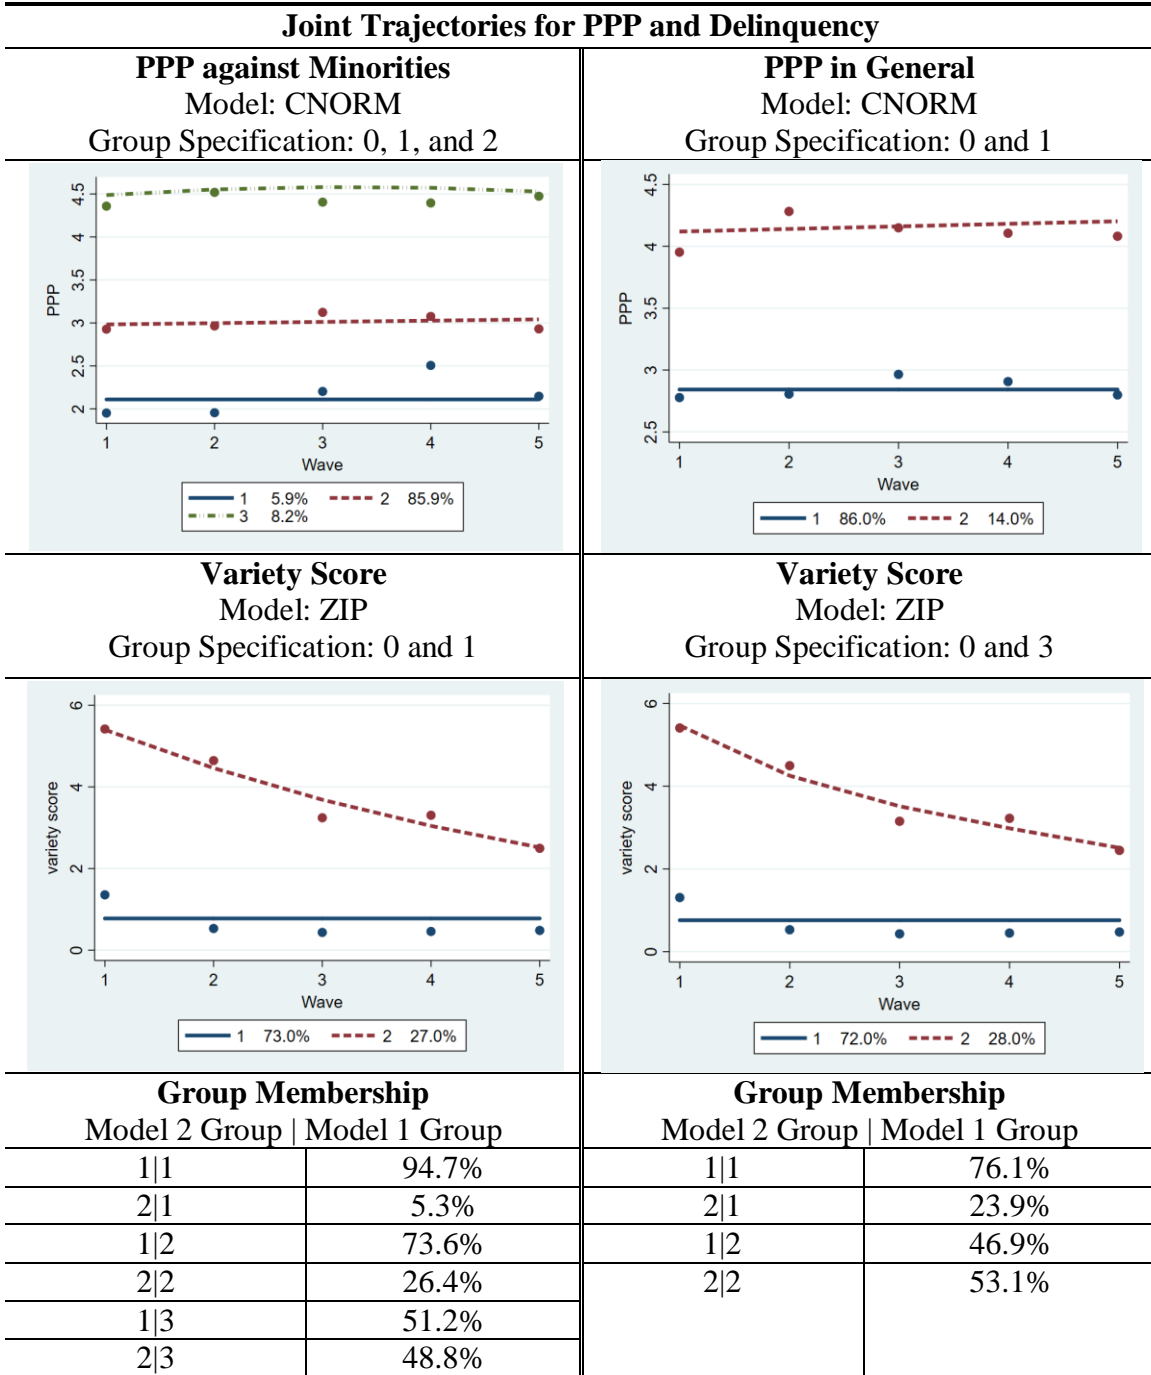 Joint Trajectories for PPP and Delinquency
PPP against Minorities
Model: CNORM
Group Specification: 0, 1, and 2
PPP in General
Model: CNORM
Group Specification: 0 and 1
PPP
4.5
4
3.5
3
2.5
2
1 2 3 4 5
Wave
1 5.9% 2 85.9%
3 8.2%
PPP
4.5
4
3.5
3
2.5
1 2 3 4 5
Wave
1 86.0% 2 14.0%
Variety Score
Model: ZIP
Group Specification: 0 and 1
Variety Score
Model: ZIP
Group Specification: 0 and 3
variety score
6
4
2
0
1 2 3 4 5
Wave
1 73.0% 2 27.0%
variety score
6
4
2
0
1 2 3 4 5
Wave
1 72.0% 2 28.0%
Group Membership
Model 2 Group | Model 1 Group
Group Membership
Model 2 Group | Model 1 Group
1|1 94.7% 1|1 76.1%
2|1 5.3% 2|1 23.9%
1|2 73.6% 1|2 46.9%
2|2 26.4% 2|2 53.1%
1|3 51.2%
2|3 48.8%